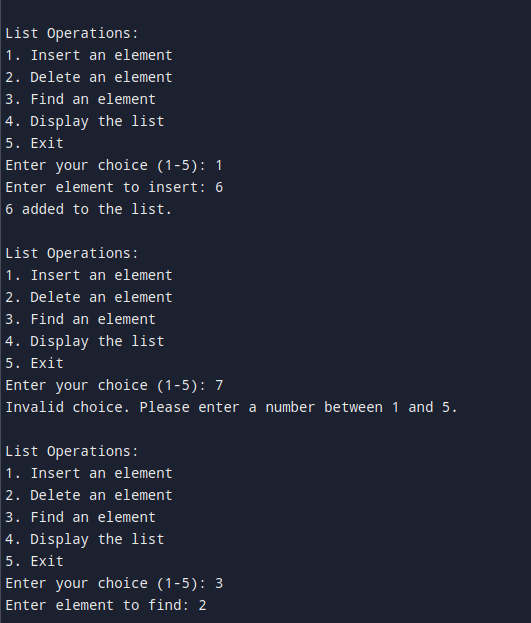 List Operations:
1. Insert an element
2. Delete an element
3. Find an element
4. Display the list
5. Exit
Enter your choice (1-5): 1
Enter element to insert: 6
6 added to the list.

List Operations:
1. Insert an element
2. Delete an element
3. Find an element
4. Display the list
5. Exit
Enter your choice (1-5): 7
Invalid choice. Please enter a number between 1 and 5.

List Operations:
1. Insert an element
2. Delete an element
3. Find an element
4. Display the list
5. Exit
Enter your choice (1-5): 3
Enter element to find: 2